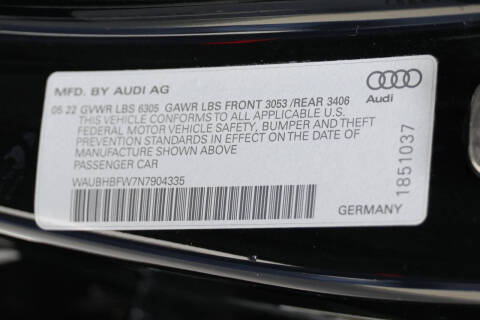 MFD. BY AUDI AG
05 22 GVWR LBS 6305 GAWR LBS FRONT 3053 /REAR 3406
THIS VEHICLE CONFORMS TO ALL APPLICABLE U.S.
FEDERAL MOTOR VEHICLE SAFETY, BUMPER AND THEFT
PREVENTION STANDARDS IN EFFECT ON THE DATE OF
MANUFACTURE SHOWN ABOVE
PASSENGER CAR
WAUBHBFW7N7904335
Audi
1851037
GERMANY